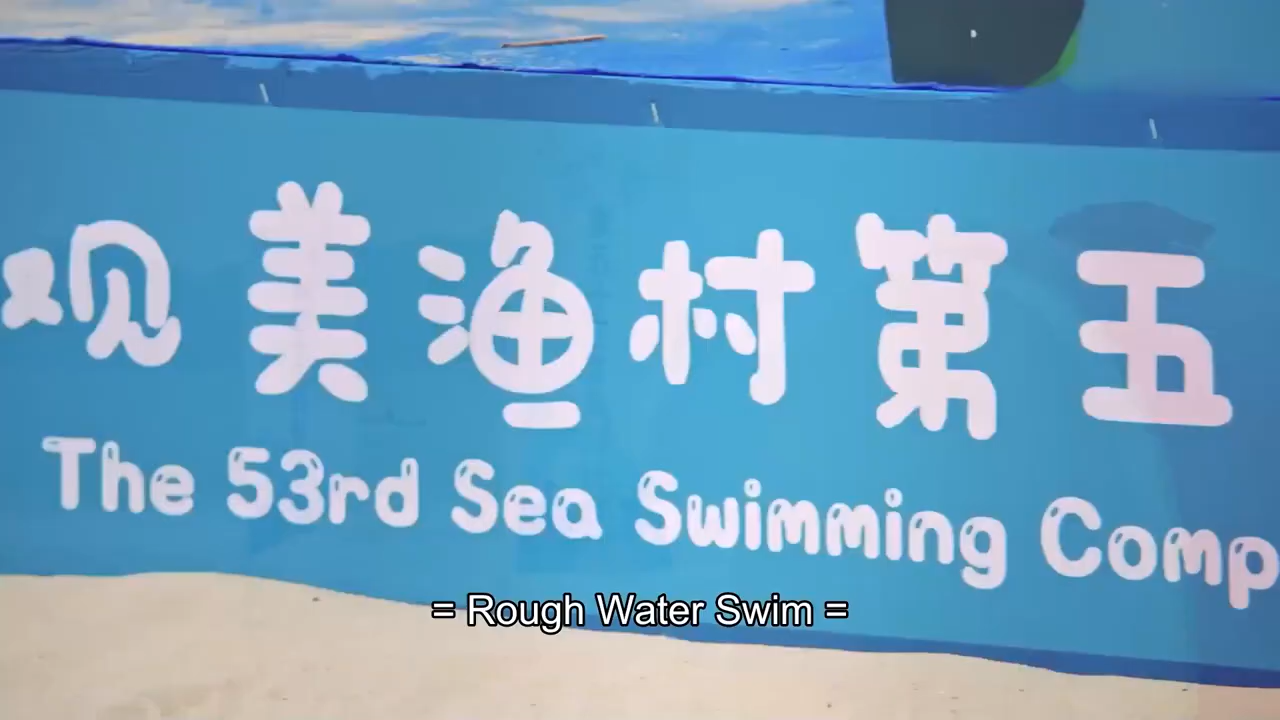 观美渔村第五
The 53rd Sea Swimming Comp
= Rough Water Swim =